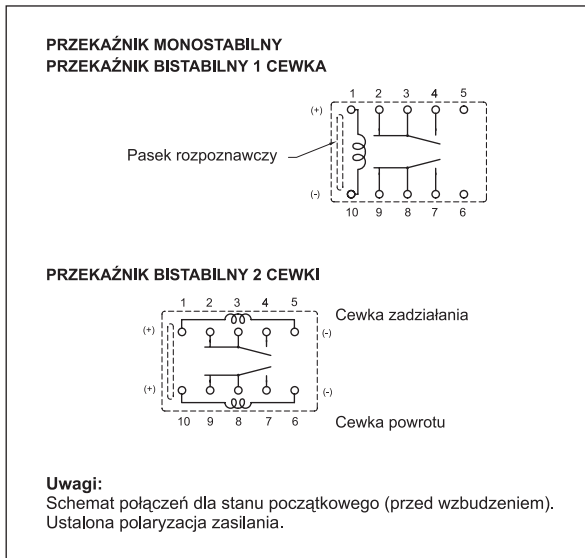 PRZEKAŹNIK MONOSTABILNY
PRZEKAŹNIK BISTABILNY 1 CEWKA
1 2 3 4 5
(+)
Pasek rozpoznawczy
(-)
10 9 8 7 6
PRZEKAŹNIK BISTABILNY 2 CEWKI
1 2 3 4 5
Cewka zadziałania
(+) (-)
(+) (-)
10 9 8 7 6
Cewka powrotu
Uwagi:
Schemat połączeń dla stanu początkowego (przed wzbudzeniem).
Ustalona polaryzacja zasilania.